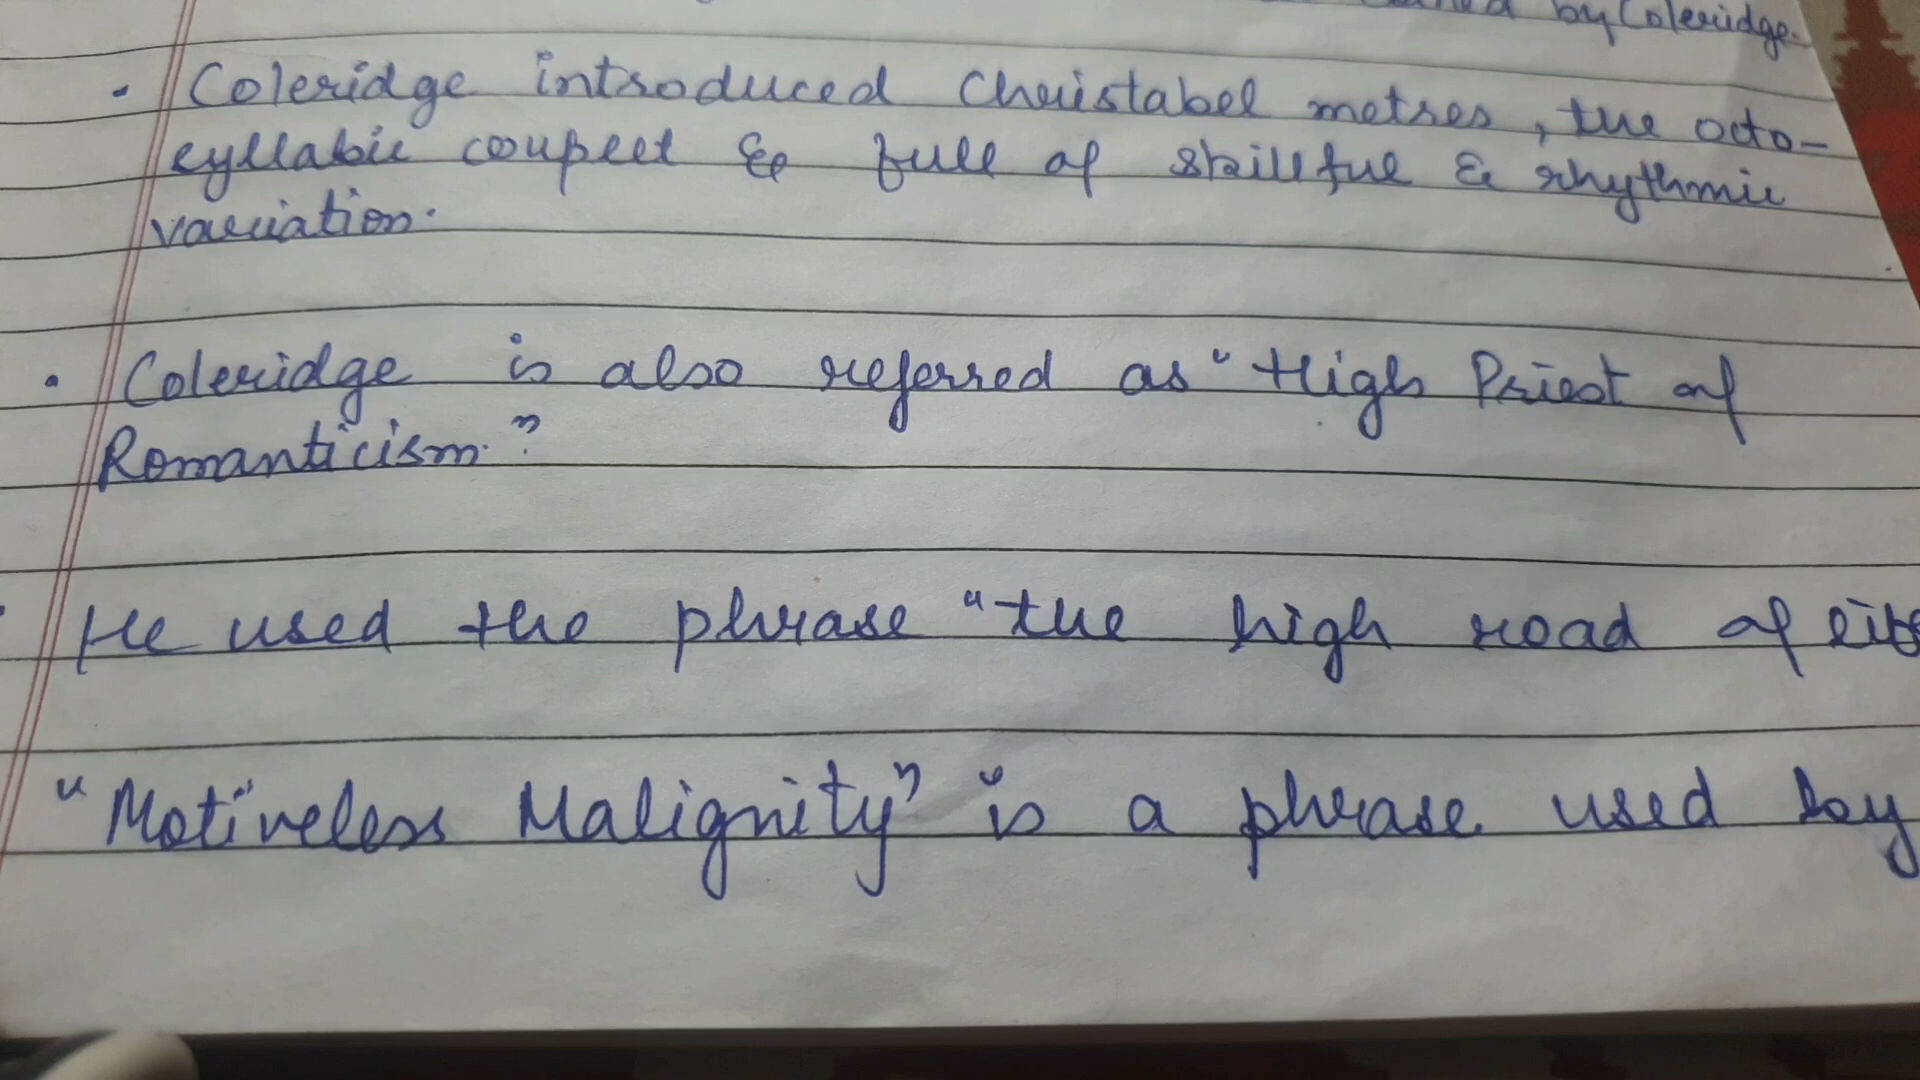 by Coleridge.
• Coleridge introduced Christabel metres, the octo-
syllabic couplet & full of skillful & rhythmic
variation.
• Coleridge is also referred as "High Priest of
Romanticism."
He used the phrase "the high road of life
"Motiveless Malignity" is a phrase used by